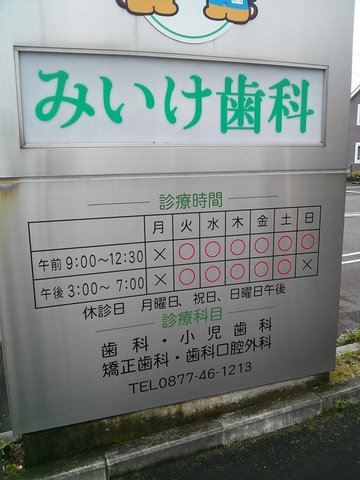 みいけ歯科
診療時間
月 火 水 木 金 土 日
午前 9:00～12:30 × ○ ○ ○ ○ ○ ○
午後 3:00～ 7:00 × ○ ○ ○ ○ ○ ×
休診日 月曜日、祝日、日曜日午後
診療科目
歯科・小児歯科
矯正歯科・歯科口腔外科
TEL0877-46-1213